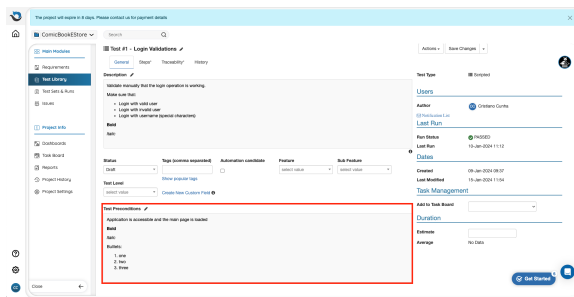 The project will expire in 8 days. Please contact us for payment details
ComicBookEStore
Search
Main Modules
Requirements
Test Library
Test Sets & Runs
Issues
Project Info
Dashboards
Task Board
Reports
Project History
Project Settings
Close
CC
Test #1 - Login Validations
Actions
Save Changes
General
Steps*
Traceability*
History
Description
Validate manually that the login operation is working.
Make sure that:
Login with valid user
Login with invalid user
Login with username (special characters)
Bold
Italic
Status
Tags (comma separated)
Automation candidate
Feature
Sub Feature
Draft
select value
select value
Show popular tags
Test Level
select value
Create New Custom Field
Test Preconditions
Application is accessible and the main page is loaded
Bold
Italic
Bullets:
1. one
2. two
3. three
Test Type
Scripted
Users
Author
Cristiano Cunha
Last Run
Run Status
PASSED
Last Run
10-Jan-2024 11:12
Dates
Created
09-Jan-2024 09:37
Last Modified
15-Jan-2024 11:54
Task Management
Add to Task Board
Duration
Estimate
Average
No Data
Get Started